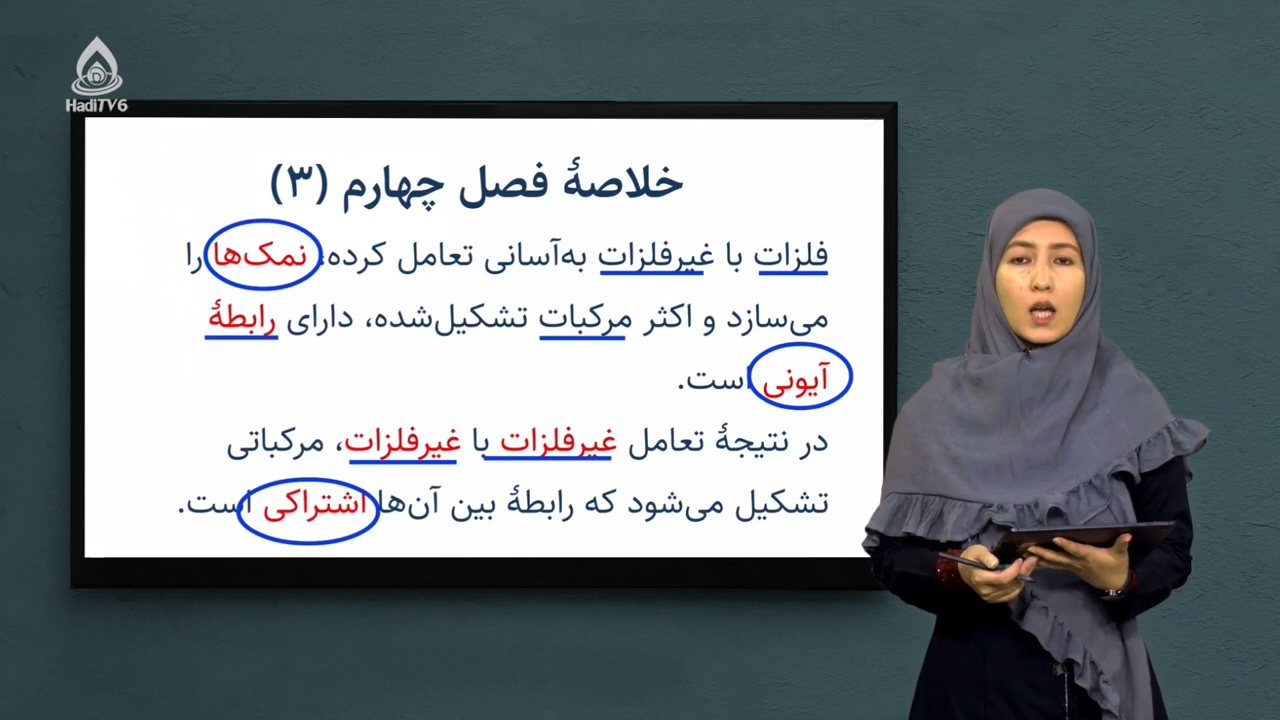 HadiTV6
خلاصهٔ فصل چهارم (۳)
فلزات با غیرفلزات به‌آسانی تعامل کرده، نمک‌ها را
می‌سازد و اکثر مرکبات تشکیل‌شده، دارای رابطهٔ
آیونی است.
در نتیجهٔ تعامل غیرفلزات با غیرفلزات، مرکباتی
تشکیل می‌شود که رابطهٔ بین آن‌ها اشتراکی است.